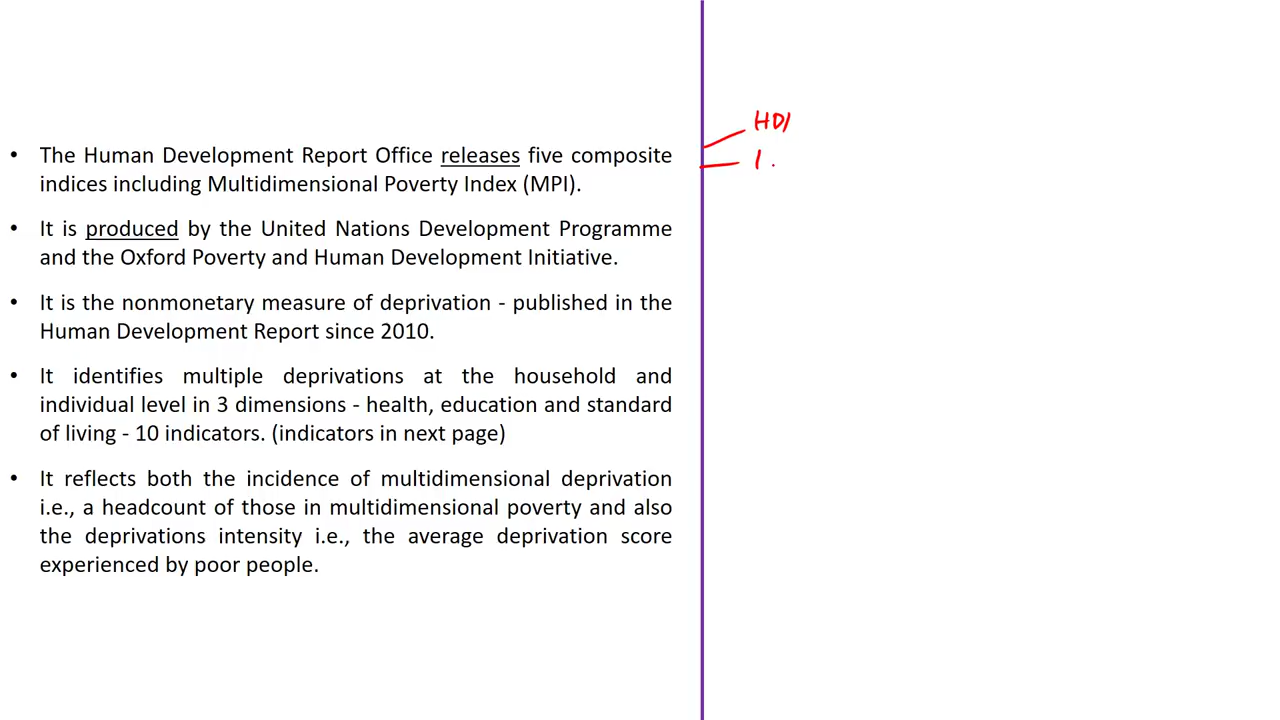 • The Human Development Report Office releases five composite
indices including Multidimensional Poverty Index (MPI).
• It is produced by the United Nations Development Programme
and the Oxford Poverty and Human Development Initiative.
• It is the nonmonetary measure of deprivation - published in the
Human Development Report since 2010.
• It identifies multiple deprivations at the household and
individual level in 3 dimensions - health, education and standard
of living - 10 indicators. (indicators in next page)
• It reflects both the incidence of multidimensional deprivation
i.e., a headcount of those in multidimensional poverty and also
the deprivations intensity i.e., the average deprivation score
experienced by poor people.
HDI